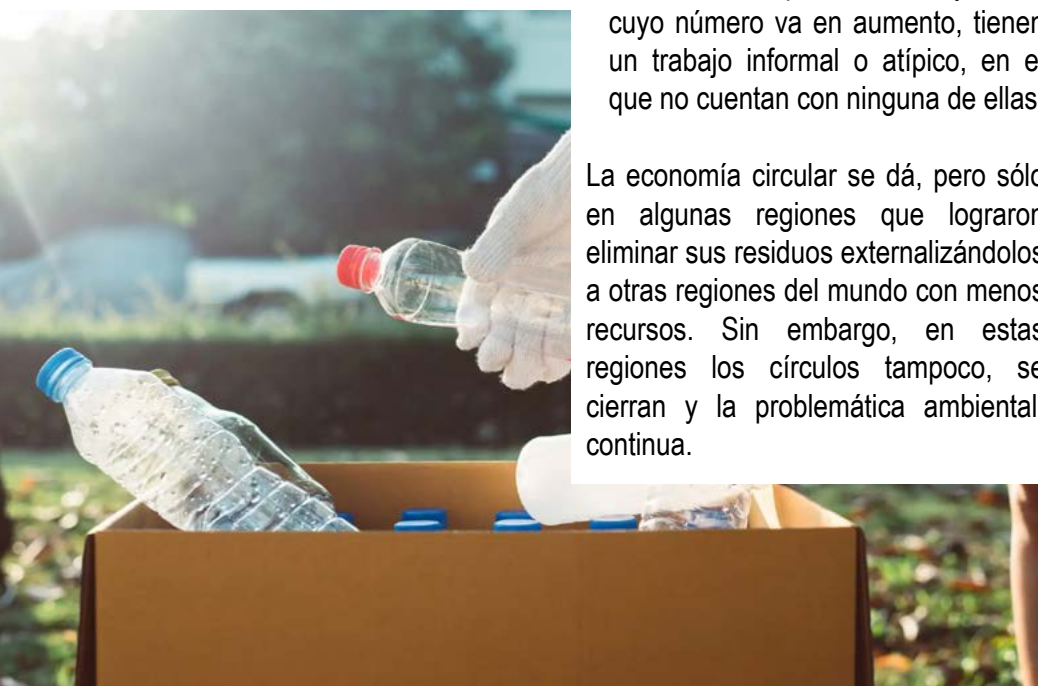 cuyo número va en aumento, tienen
un trabajo informal o atípico, en e
que no cuentan con ninguna de ellas
La economía circular se dá, pero sólo
en algunas regiones que lograron
eliminar sus residuos externalizándolos
a otras regiones del mundo con menos
recursos. Sin embargo, en estas
regiones los círculos tampoco, se
cierran y la problemática ambiental
continua.